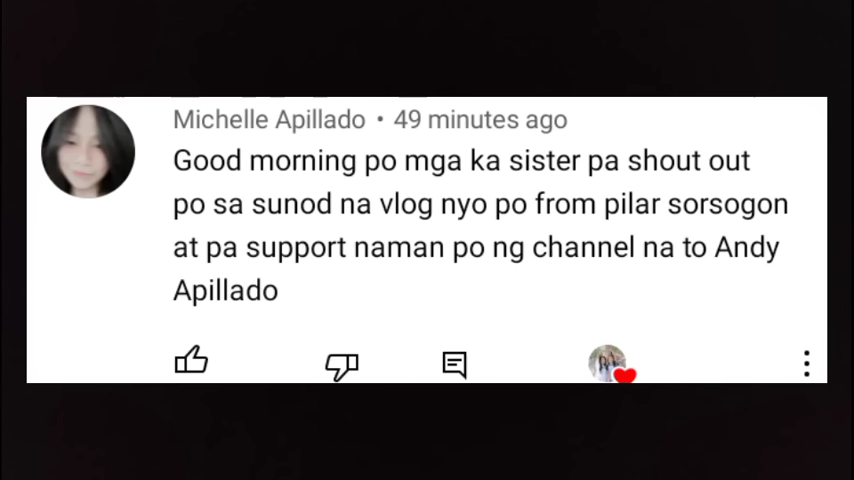 Michelle Apillado • 49 minutes ago
Good morning po mga ka sister pa shout out
po sa sunod na vlog nyo po from pilar sorsogon
at pa support naman po ng channel na to Andy
Apillado